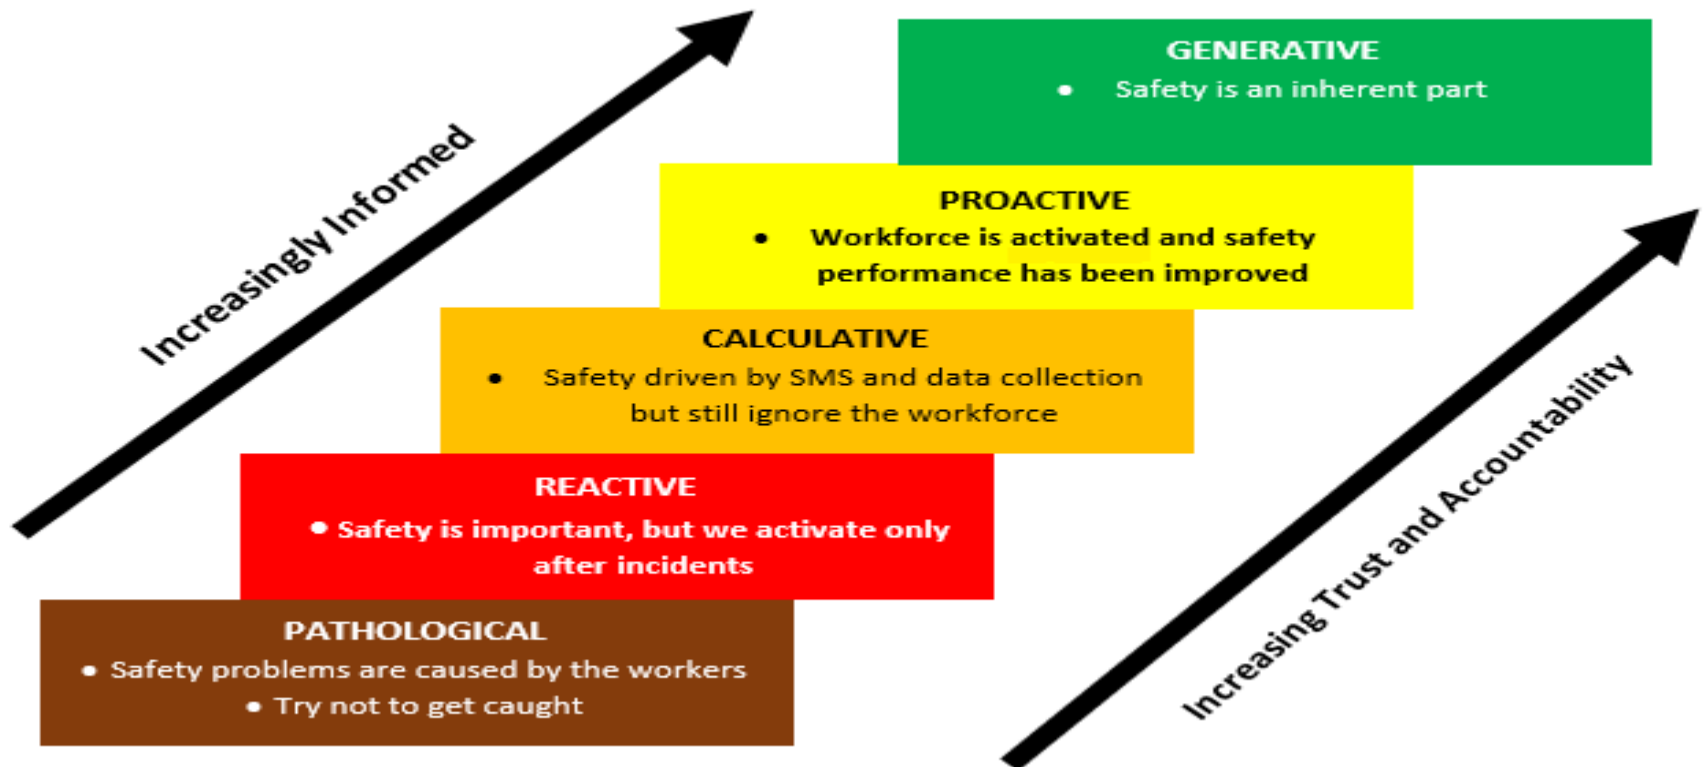 GENERATIVE
• Safety is an inherent part
Increasingly Informed
PROACTIVE
• Workforce is activated and safety
performance has been improved
CALCULATIVE
• Safety driven by SMS and data collection
but still ignore the workforce
REACTIVE
• Safety is important, but we activate only
after incidents
Increasing Trust and Accountability
PATHOLOGICAL
• Safety problems are caused by the workers
• Try not to get caught